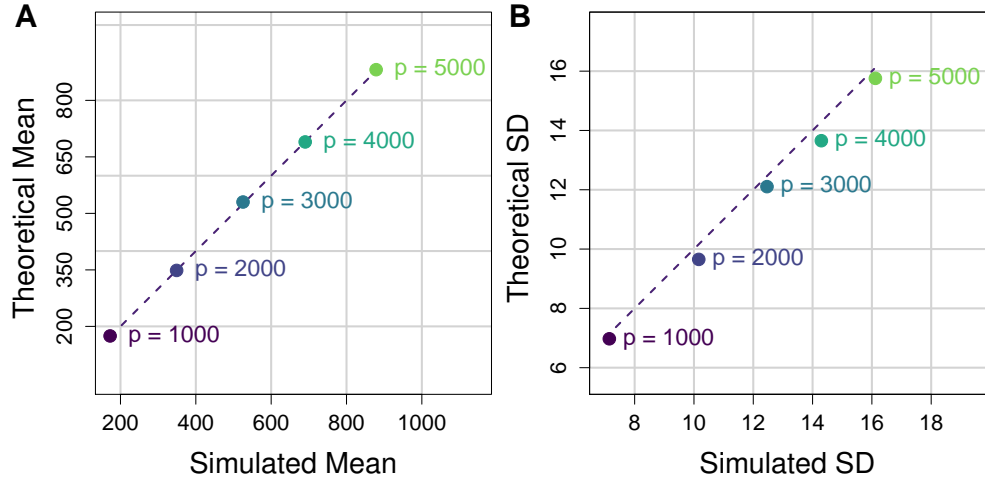 A
Theoretical Mean
800
650
500
350
200
p = 5000
p = 4000
p = 3000
p = 2000
p = 1000
200 400 600 800 1000
Simulated Mean
B
Theoretical SD
16
14
12
10
8
6
p = 5000
p = 4000
p = 3000
p = 2000
p = 1000
8 10 12 14 16 18
Simulated SD